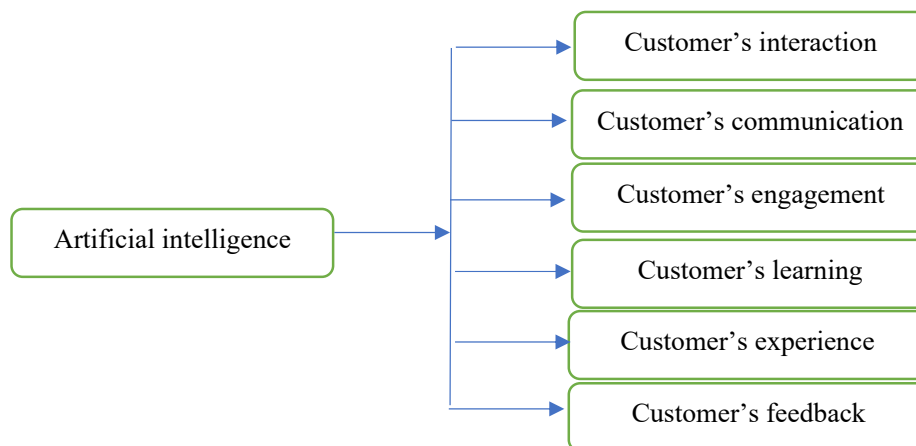 Customer’s interaction
Customer’s communication
Customer’s engagement
Artificial intelligence
Customer’s learning
Customer’s experience
Customer’s feedback